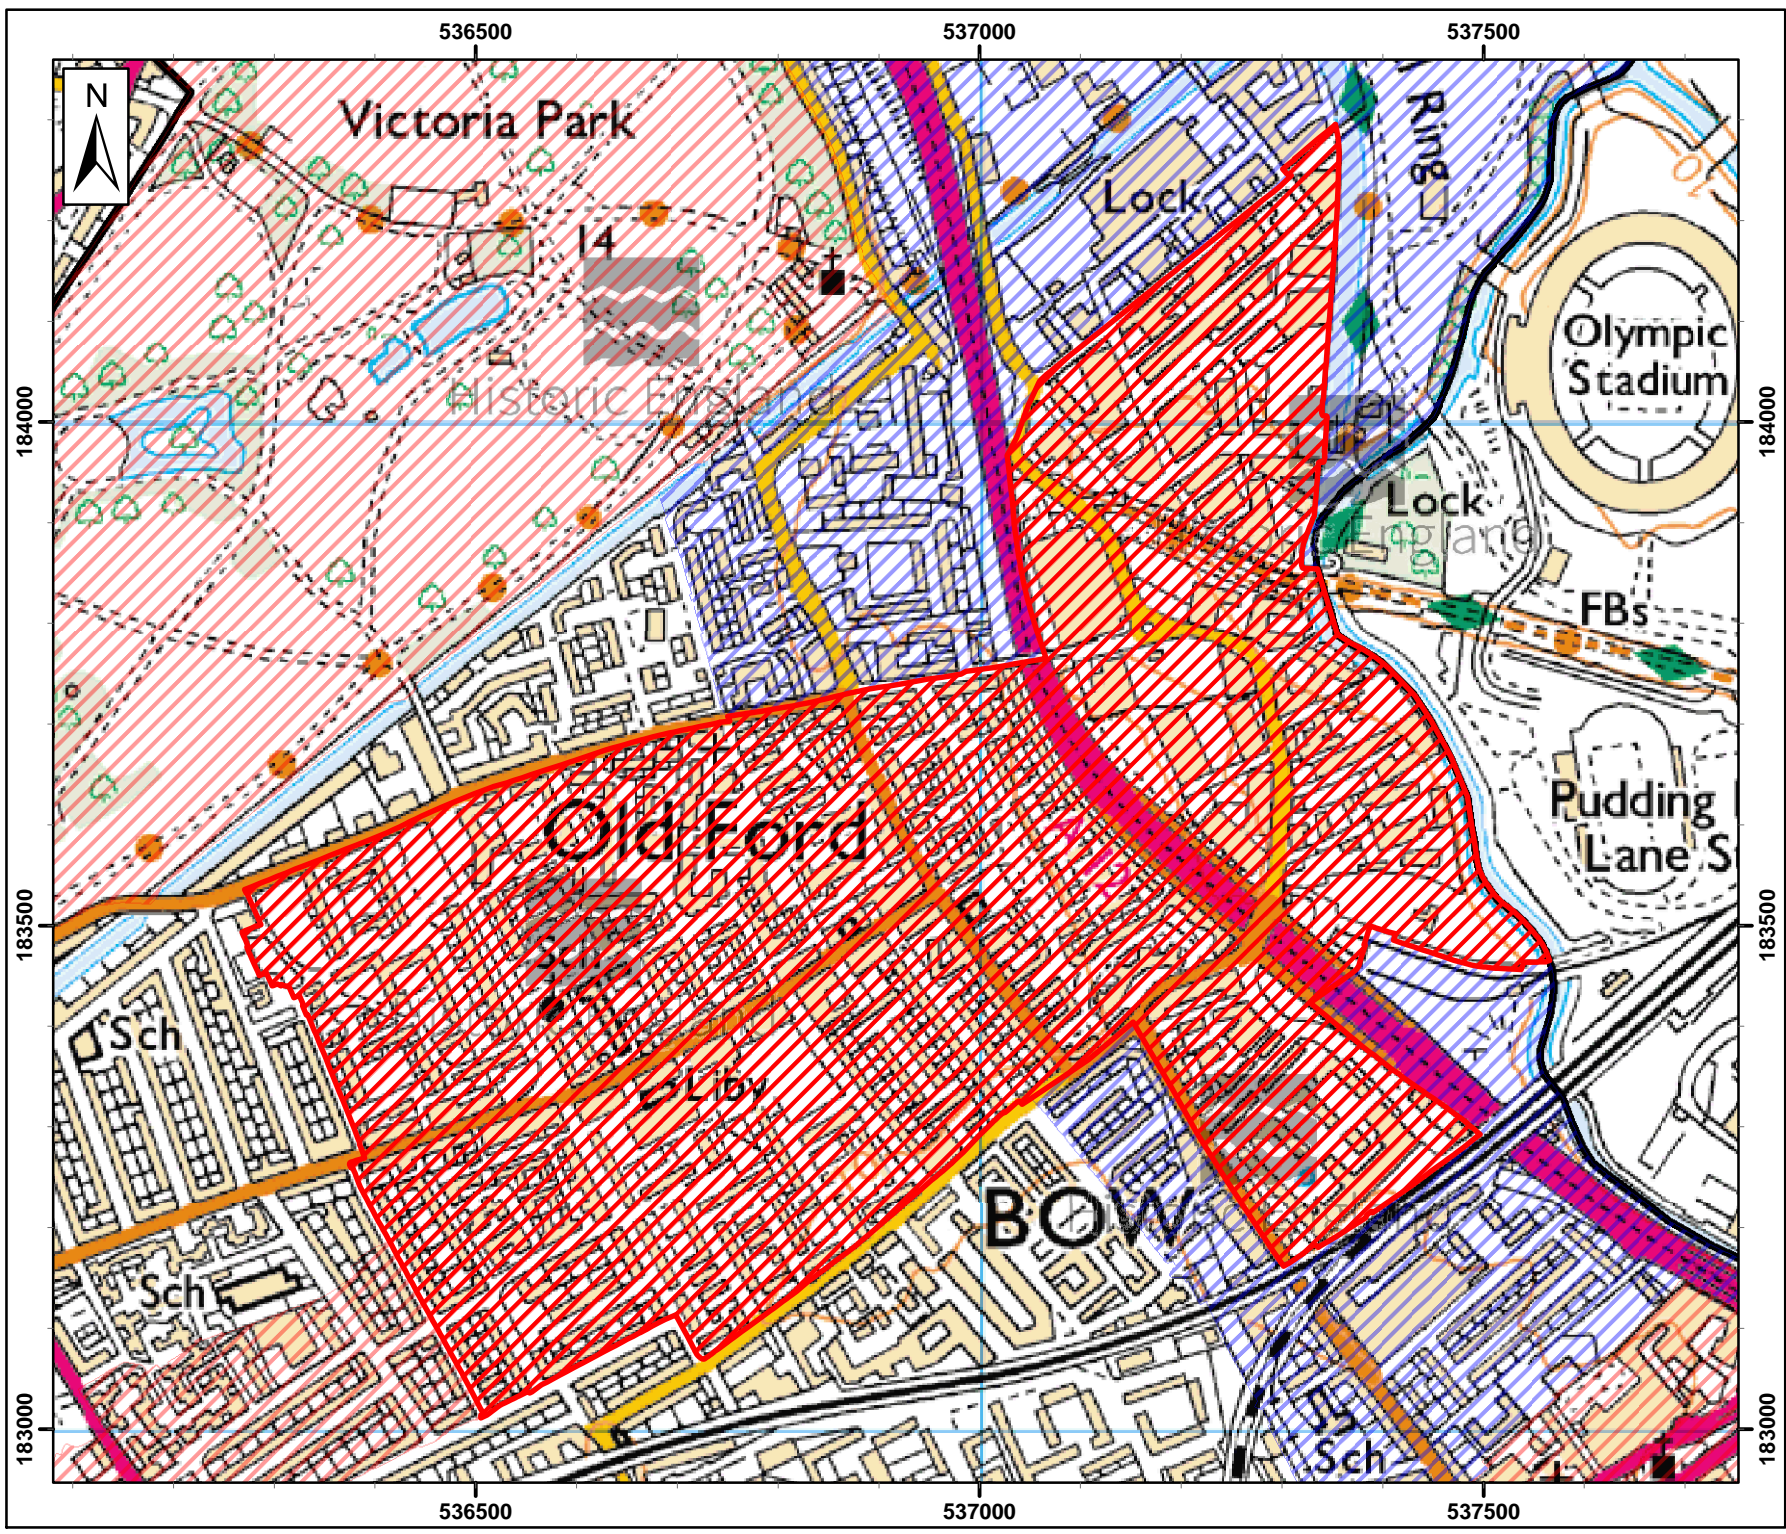 536500 537000 537500
N
Victoria Park
Ring
Lock
14
Olympic
Stadium
Historic England
184000 184000
Lock
England
FBs
Old Ford
Pudding
Lane S
183500 183500
Sch
Sch
Liby
BOW
Sch
Sch
183000 183000
536500 537000 537500